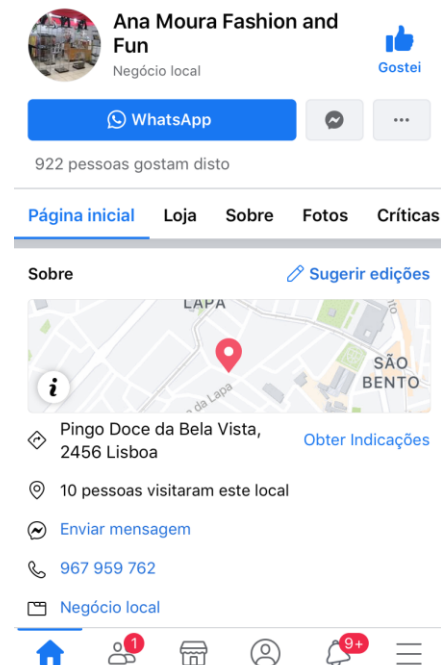 Ana Moura Fashion and
Fun
Negócio local
Gostei
WhatsApp
922 pessoas gostam disto
Página inicial Loja Sobre Fotos Críticas
Sobre
Sugerir edições
LAPA
da Lapa
SÃO
BENTO
Pingo Doce da Bela Vista,
2456 Lisboa
Obter Indicações
10 pessoas visitaram este local
Enviar mensagem
967 959 762
Negócio local
1
9+